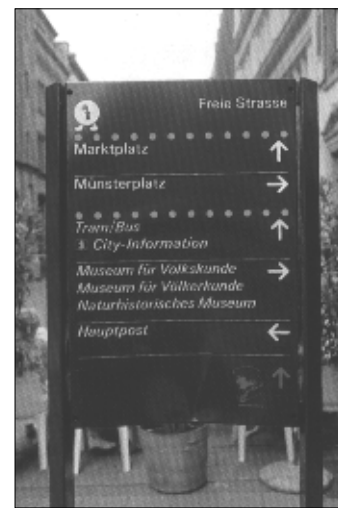 Freie Strasse
Marktplatz
Münsterplatz
Tram/Bus
i. City-Information
Museum für Volkskunde
Museum für Völkerkunde
Naturhistorisches Museum
Hauptpost